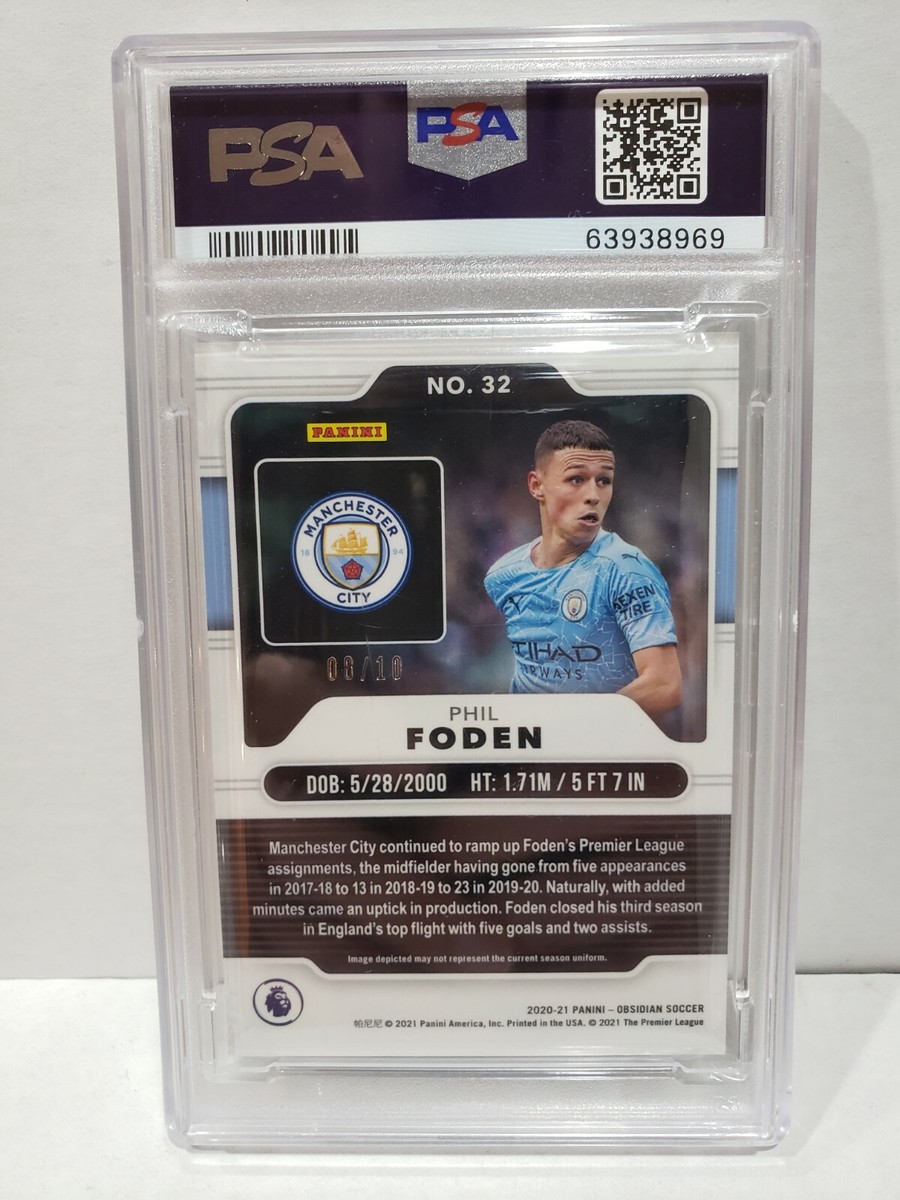 PSA
PSA
63938969
NO. 32
PANINI
MANCHESTER
18 94
CITY
NEXEN
TIRE
ETIHAD
AIRWAYS
08/10
PHIL
FODEN
DOB: 5/28/2000 HT: 1.71M / 5 FT 7 IN
Manchester City continued to ramp up Foden's Premier League
assignments, the midfielder having gone from five appearances
in 2017-18 to 13 in 2018-19 to 23 in 2019-20. Naturally, with added
minutes came an uptick in production. Foden closed his third season
in England's top flight with five goals and two assists.
Image depicted may not represent the current season uniform.
2020-21 PANINI – OBSIDIAN SOCCER
帕尼尼 © 2021 Panini America, Inc. Printed in the USA. © 2021 The Premier League